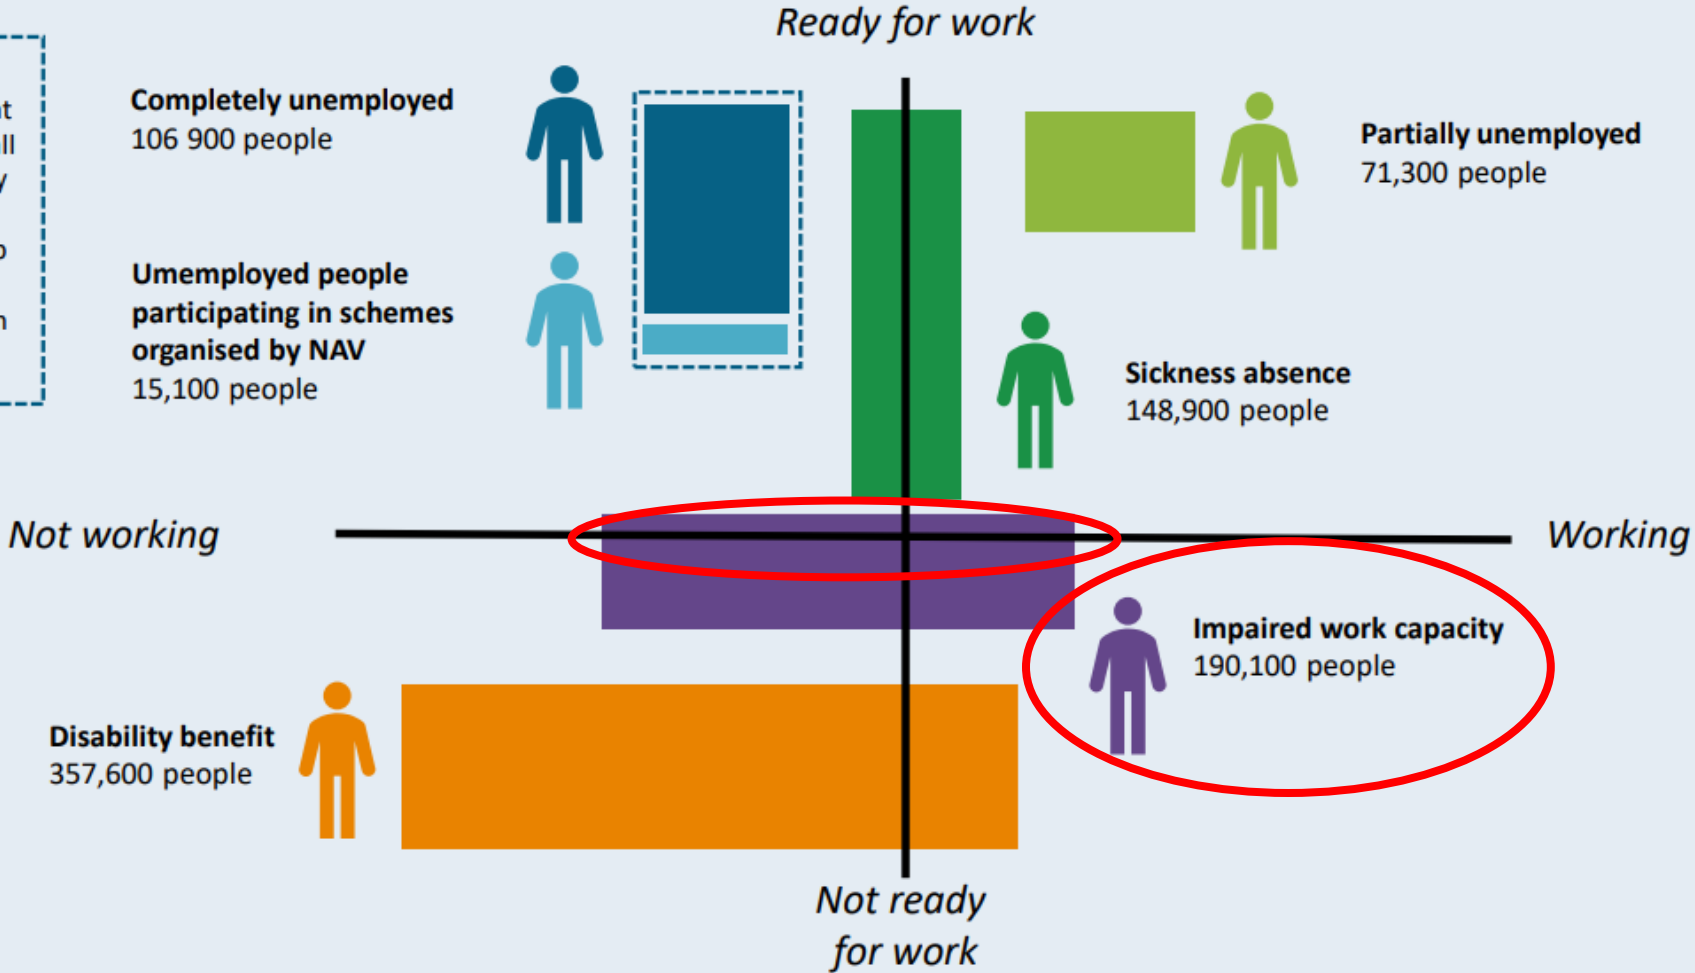 Ready for work
Completely unemployed
106 900 people
Partially unemployed
71,300 people
Umemployed people
participating in schemes
organised by NAV
15,100 people
Sickness absence
148,900 people
Not working
Working
Impaired work capacity
190,100 people
Disability benefit
357,600 people
Not ready
for work